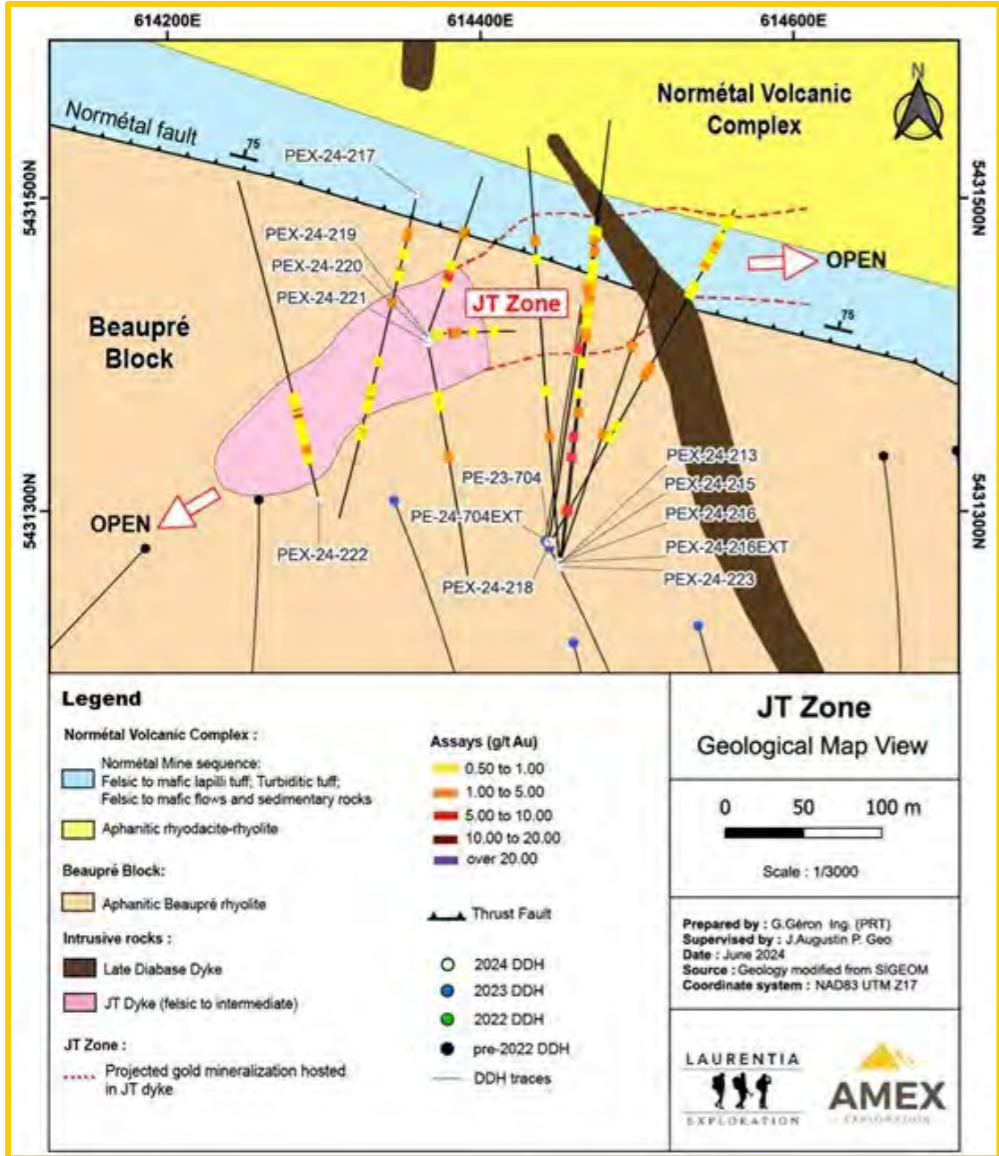 614200E
614400E
614600E
Normétal Volcanic
Complex
N
Normétal fault
75
PEX-24-217
5431500N
5431500N
PEX-24-219
PEX-24-220
PEX-24-221
OPEN
JT Zone
Beaupré
Block
75
PEX-24-213
PE-23-704
PEX-24-215
PEX-24-216
PE-24-704EXT
PEX-24-216EXT
OPEN
PEX-24-222
PEX-24-218
PEX-24-223
5431300N
5431300N
Legend
Normétal Volcanic Complex :
Normétal Mine sequence:
Felsic to mafic lapilli tuff; Turbiditic tuff;
Felsic to mafic flows and sedimentary rocks
Aphanitic rhyodacite-rhyolite
Beaupré Block:
Aphanitic Beaupré rhyolite
Intrusive rocks :
Late Diabase Dyke
JT Dyke (felsic to intermediate)
JT Zone :
Projected gold mineralization hosted
in JT dyke
Assays (g/t Au)
0.50 to 1.00
1.00 to 5.00
5.00 to 10.00
10.00 to 20.00
over 20.00
Thrust Fault
2024 DDH
2023 DDH
2022 DDH
pre-2022 DDH
DDH traces
JT Zone
Geological Map View
0 50 100 m
Scale : 1/3000
Prepared by : G.Géron Ing. (PRT)
Supervised by : J.Augustin P. Geo
Date : June 2024
Source : Geology modified from SIGEOM
Coordinate system : NAD83 UTM Z17
LAURENTIA
EXPLORATION
AMEX
EXPLORATION